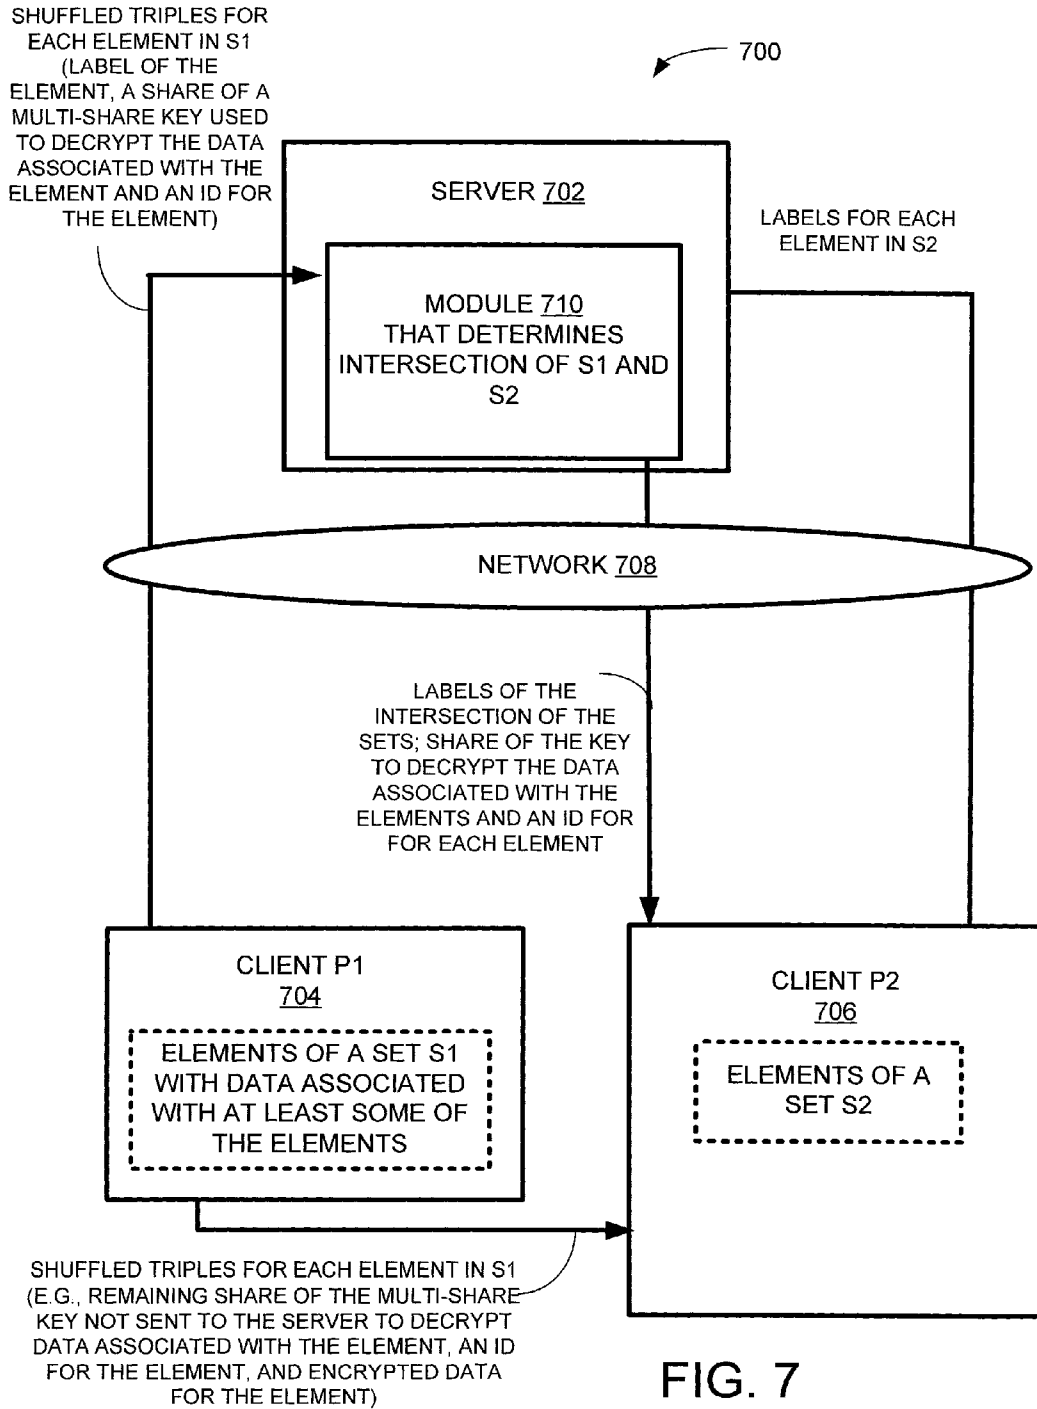 SHUFFLED TRIPLES FOR
EACH ELEMENT IN S1
(LABEL OF THE
ELEMENT, A SHARE OF A
MULTI-SHARE KEY USED
TO DECRYPT THE DATA
ASSOCIATED WITH THE
ELEMENT AND AN ID FOR
THE ELEMENT)
700
SERVER 702
MODULE 710
THAT DETERMINES
INTERSECTION OF S1 AND
S2
LABELS FOR EACH
ELEMENT IN S2
NETWORK 708
LABELS OF THE
INTERSECTION OF THE
SETS; SHARE OF THE KEY
TO DECRYPT THE DATA
ASSOCIATED WITH THE
ELEMENTS AND AN ID FOR
FOR EACH ELEMENT
CLIENT P1
704
ELEMENTS OF A SET S1
WITH DATA ASSOCIATED
WITH AT LEAST SOME OF
THE ELEMENTS
CLIENT P2
706
ELEMENTS OF A
SET S2
SHUFFLED TRIPLES FOR EACH ELEMENT IN S1
(E.G., REMAINING SHARE OF THE MULTI-SHARE
KEY NOT SENT TO THE SERVER TO DECRYPT
DATA ASSOCIATED WITH THE ELEMENT, AN ID
FOR THE ELEMENT, AND ENCRYPTED DATA
FOR THE ELEMENT)
FIG. 7